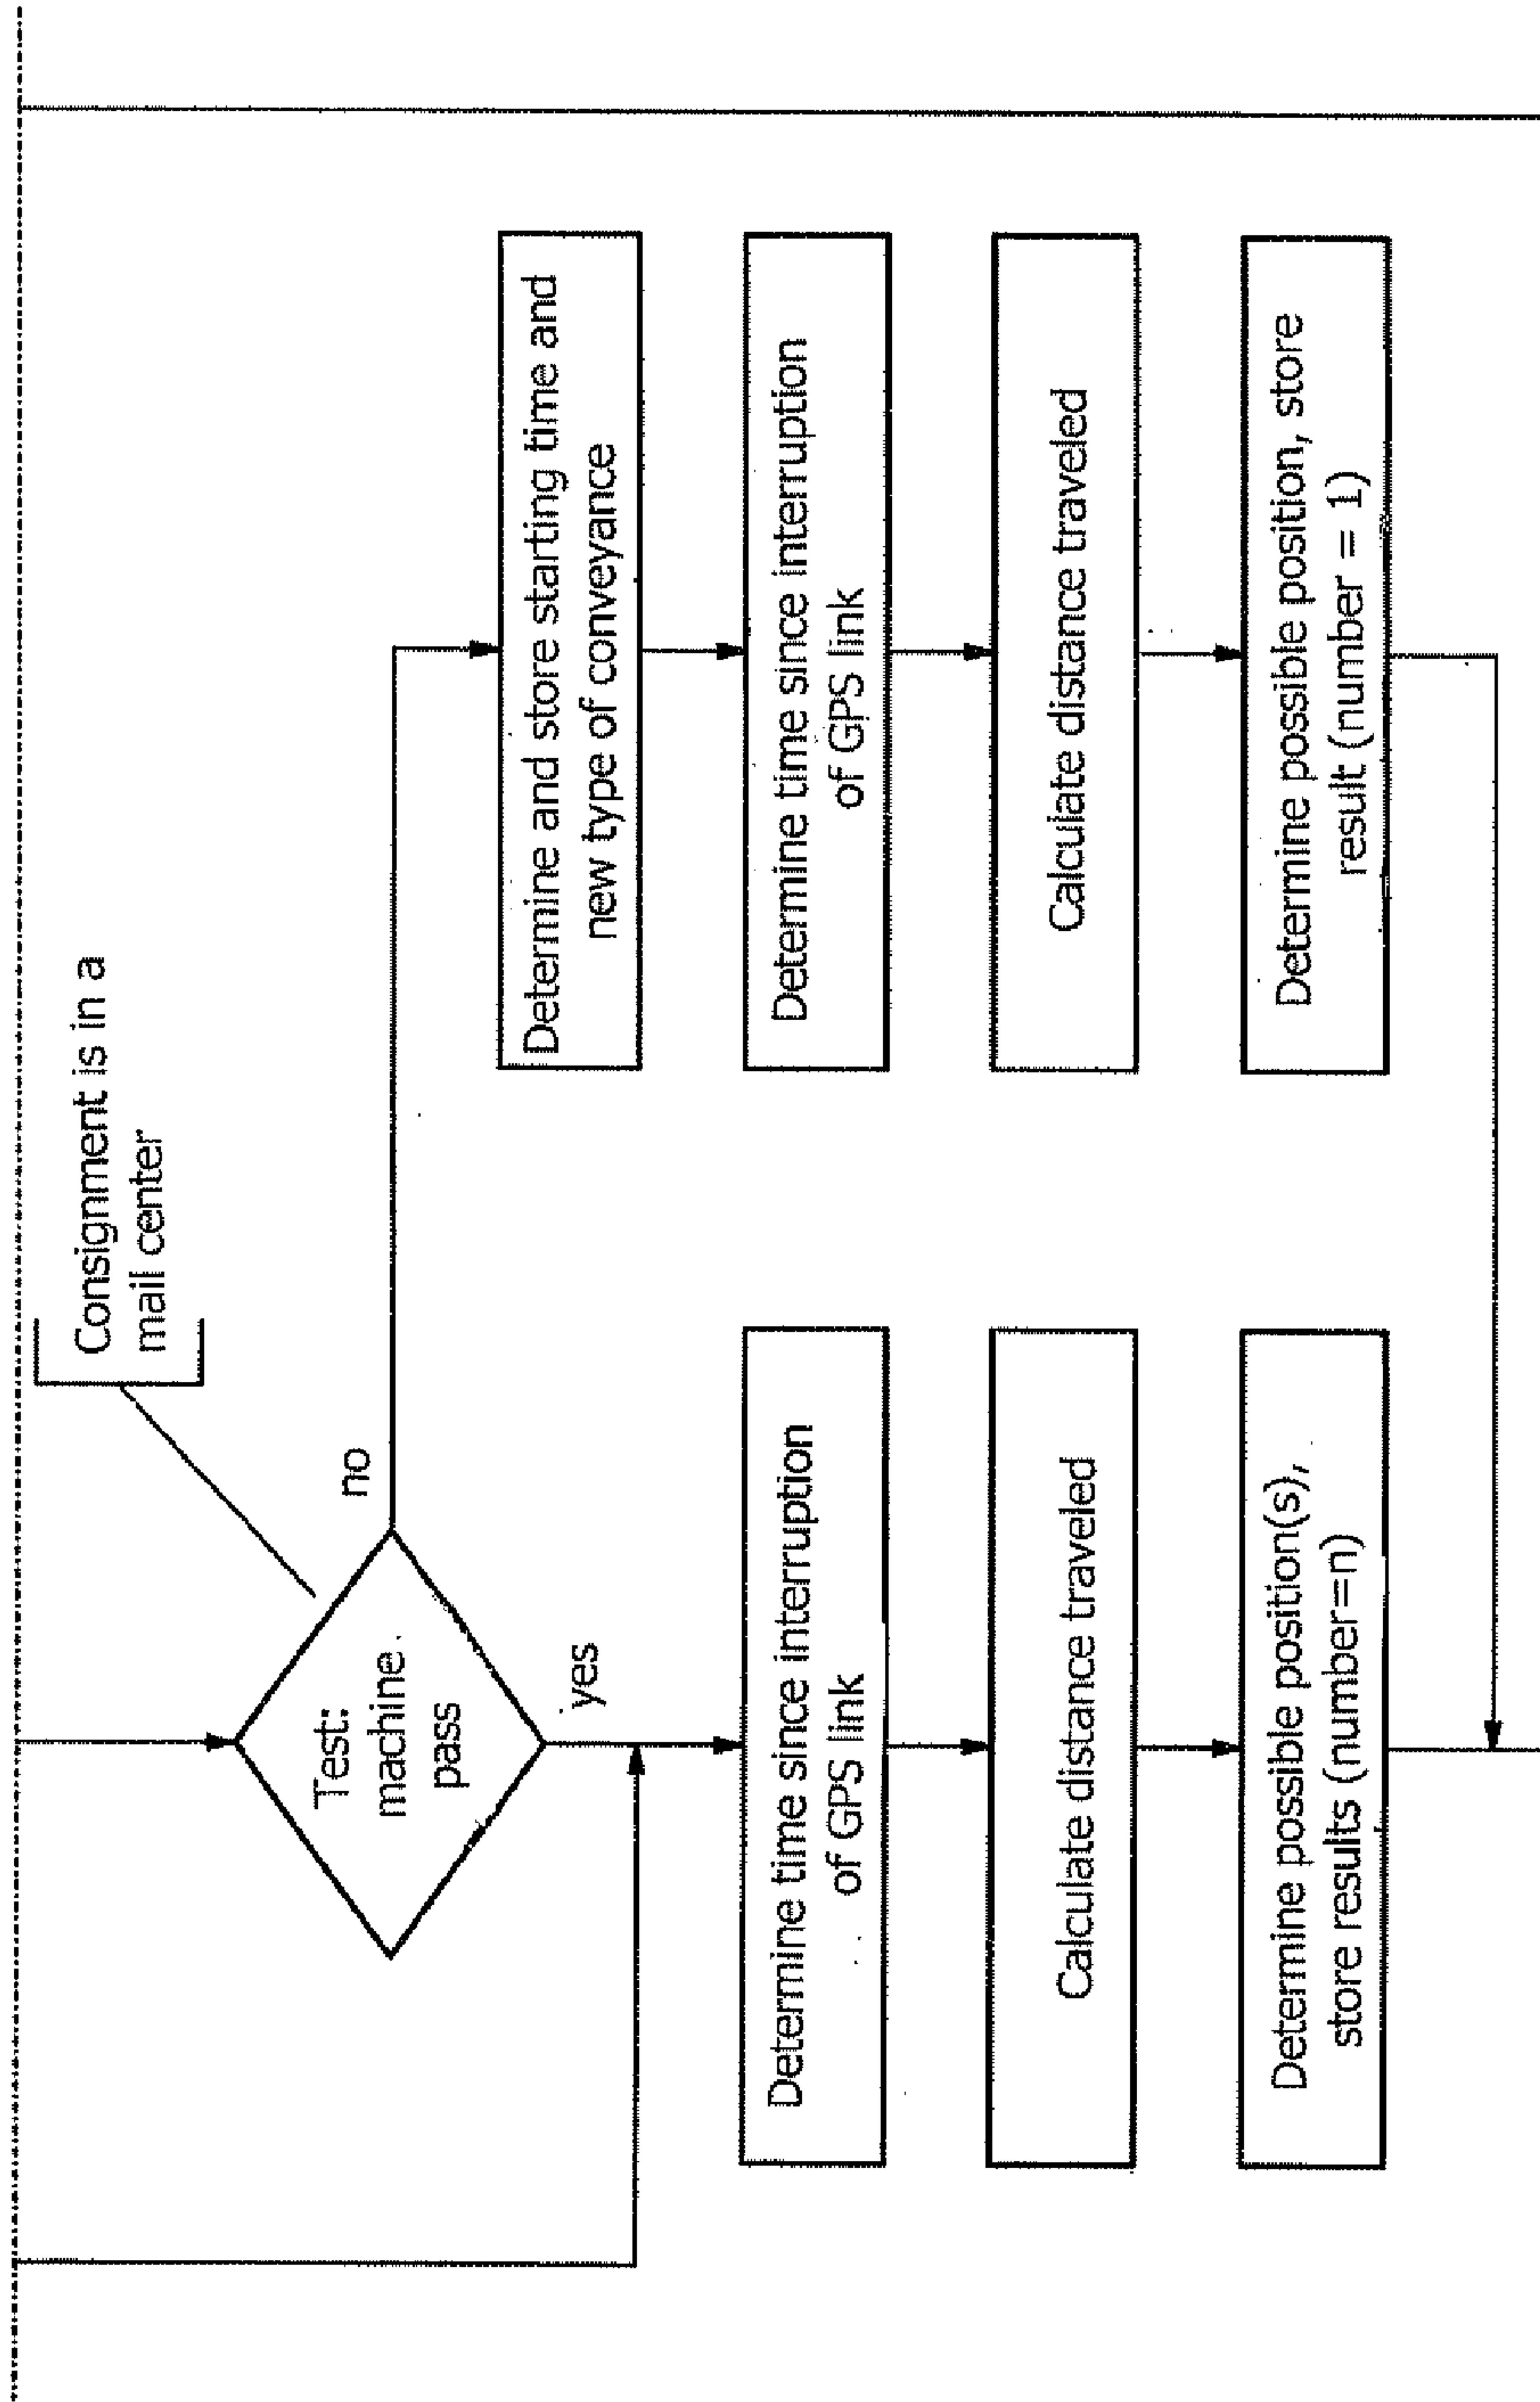 Consignment is in a
mail center
Test:
machine
pass
no
yes
Determine time since interruption
of GPS link
Calculate distance traveled
Determine possible position(s),
store results (number=n)
Determine and store starting time and
new type of conveyance
Determine time since interruption
of GPS link
Calculate distance traveled
Determine possible position, store
result (number = 1)